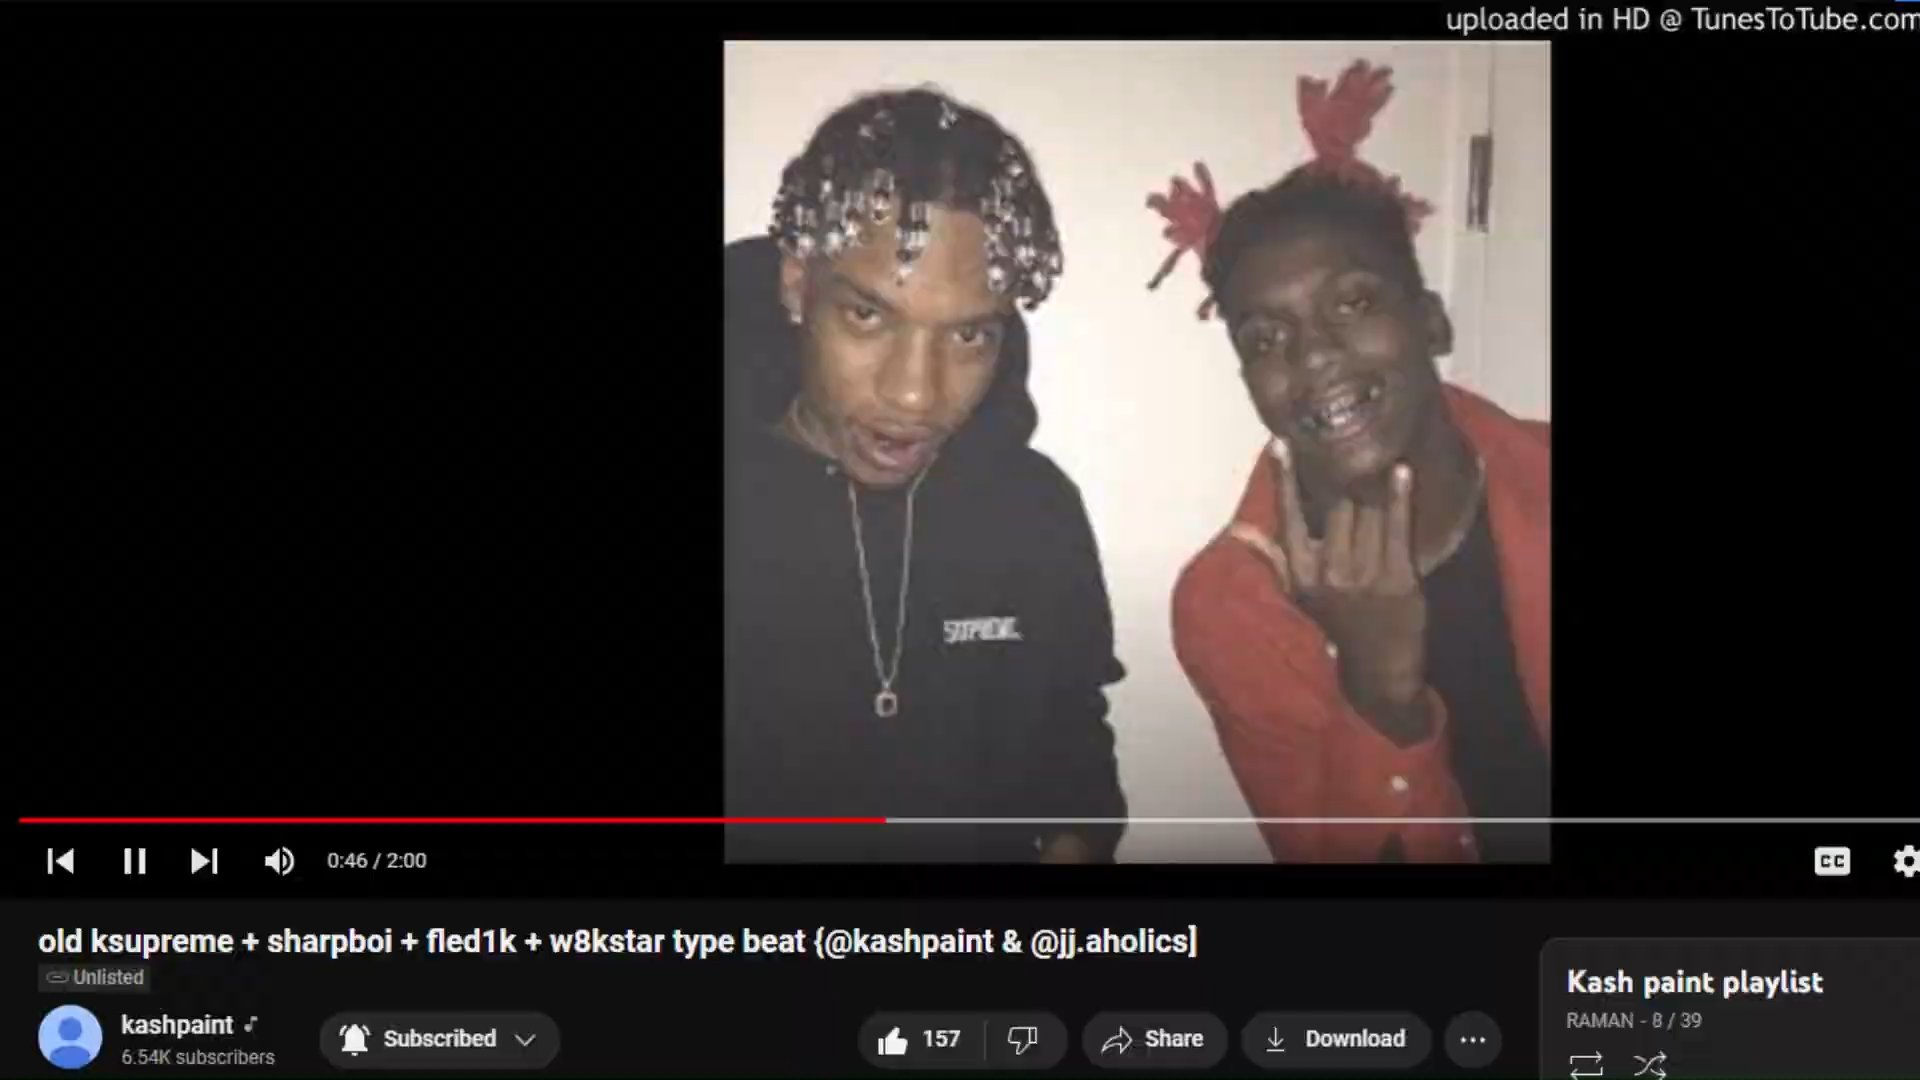 uploaded in HD @ TunesToTube.com
0:46 / 2:00
CC
old ksupreme + sharpboi + fled1k + w8kstar type beat {@kashpaint & @jj.aholics]
Unlisted
kashpaint
6.54K subscribers
Subscribed
157
Share
Download
Kash paint playlist
RAMAN - 8 / 39